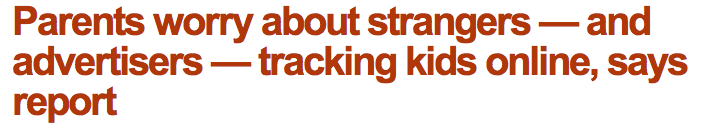 Parents worry about strangers — and
advertisers — tracking kids online, says
report